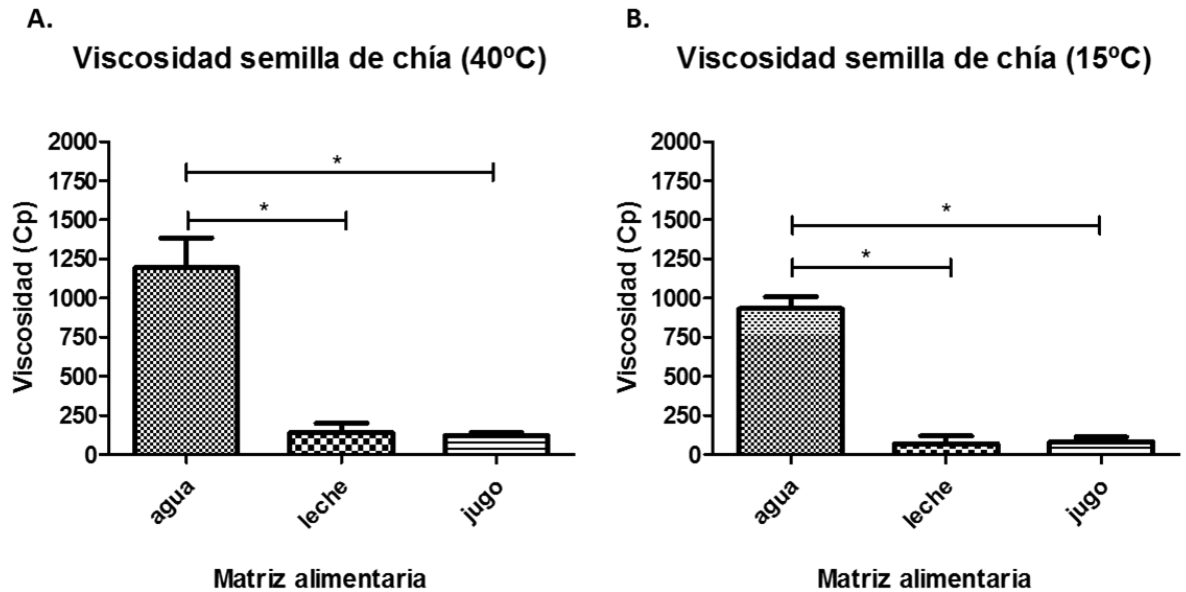 A.
Viscosidad semilla de chía (40ºC)
Viscosidad (Cp)
2000
1750
1500
1250
1000
750
500
250
0
*
*
agua
leche
jugo
Matriz alimentaria
B.
Viscosidad semilla de chía (15ºC)
Viscosidad (Cp)
2000
1750
1500
1250
1000
750
500
250
0
*
*
agua
leche
jugo
Matriz alimentaria